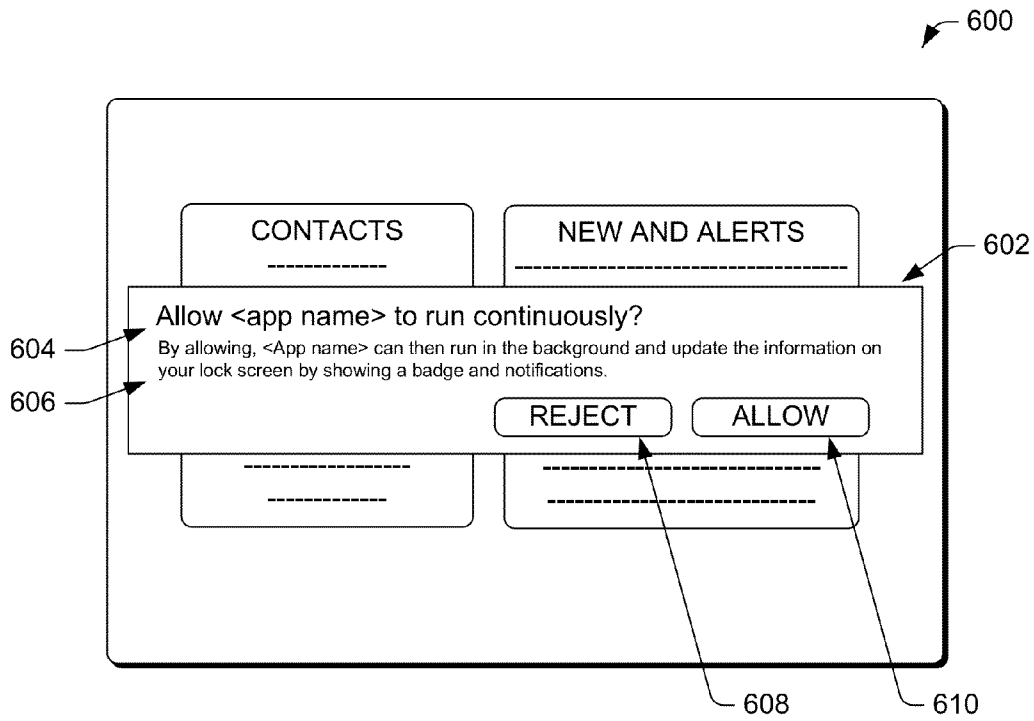 600
CONTACTS
NEW AND ALERTS
602
Allow <app name> to run continuously?
604
By allowing, <App name> can then run in the background and update the information on
your lock screen by showing a badge and notifications.
606
REJECT
ALLOW
608
610